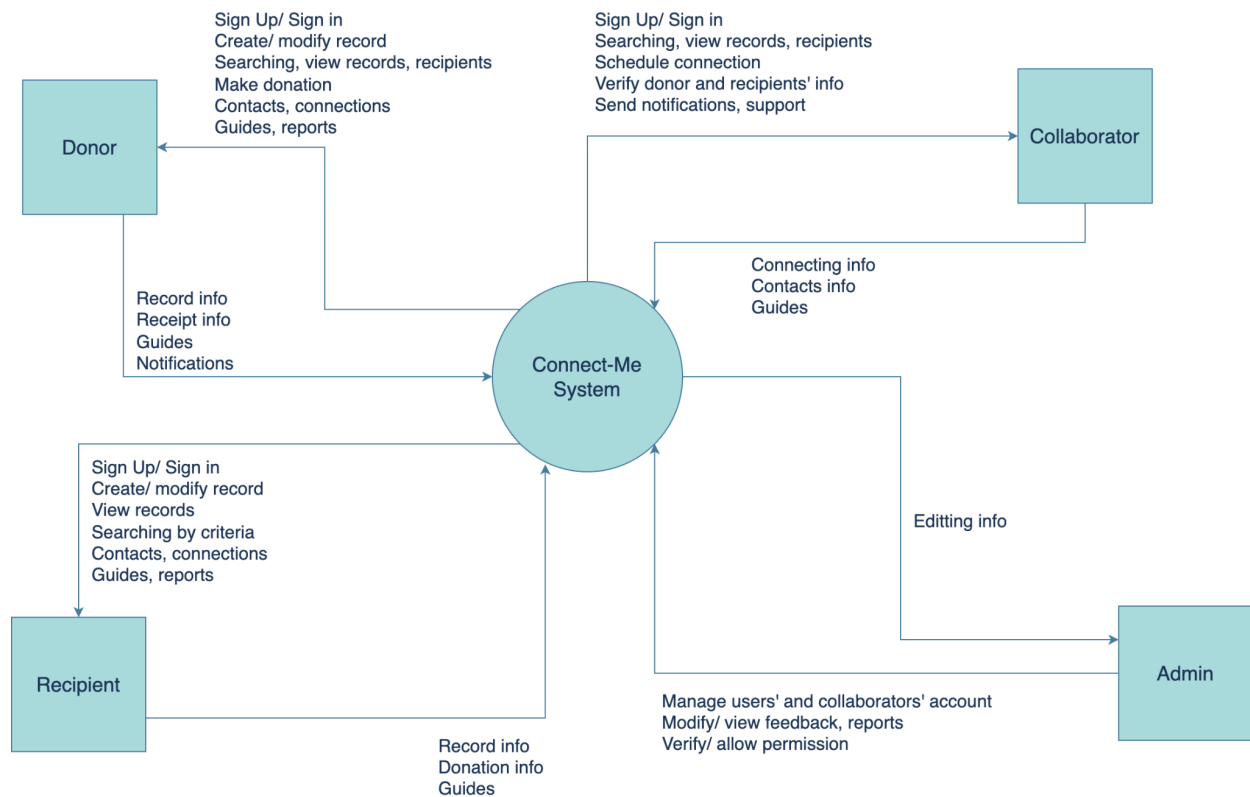 Sign Up/ Sign in
Create/ modify record
Searching, view records, recipients
Make donation
Contacts, connections
Guides, reports
Sign Up/ Sign in
Searching, view records, recipients
Schedule connection
Verify donor and recipients' info
Send notifications, support
Donor
Collaborator
Record info
Receipt info
Guides
Notifications
Connecting info
Contacts info
Guides
Connect-Me
System
Sign Up/ Sign in
Create/ modify record
View records
Searching by criteria
Contacts, connections
Guides, reports
Editting info
Recipient
Admin
Manage users' and collaborators' account
Modify/ view feedback, reports
Verify/ allow permission
Record info
Donation info
Guides